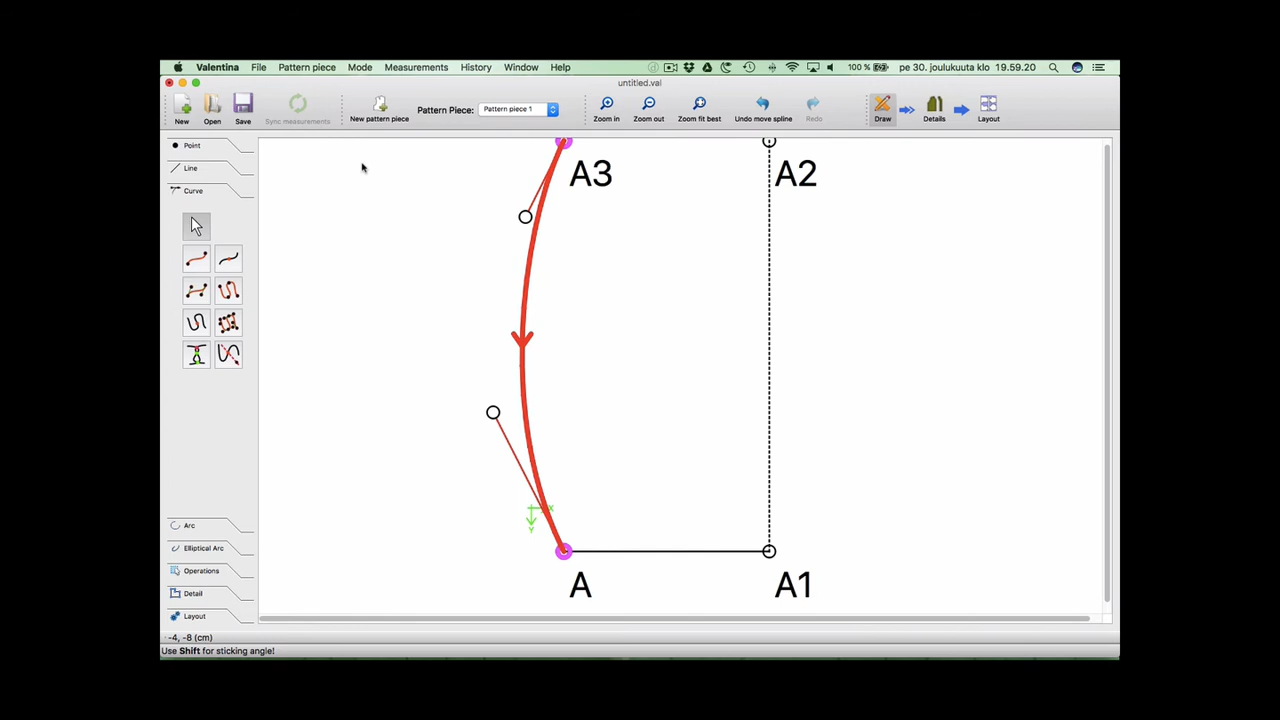 Valentina File Pattern piece Mode Measurements History Window Help 100 % pe 30. joulukuuta klo 19.59.20
untitled.val
New Open Save Sync measurements New pattern piece Pattern Piece: Pattern piece 1 Zoom in Zoom out Zoom fit best Undo move spline Redo Draw Details Layout
Point
Line
Curve
A3 A2
X
Y
A A1
Arc
Elliptical Arc
Operations
Detail
Layout
-4, -8 (cm)
Use Shift for sticking angle!